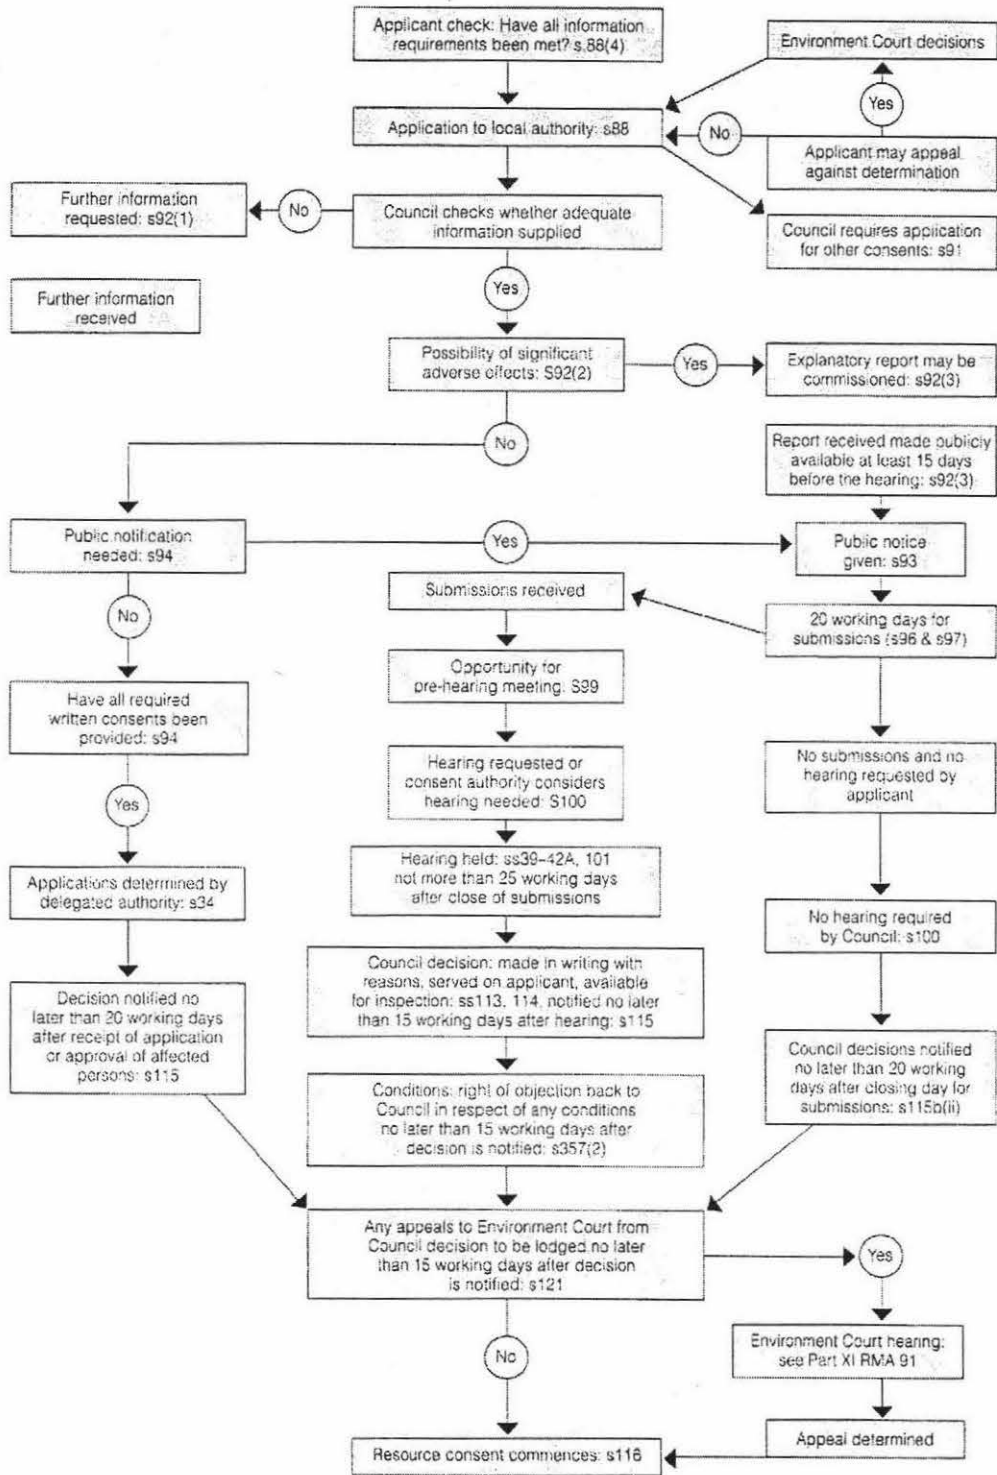 Applicant check: Have all information
requirements been met? s.88(4)
Environment Court decisions
Yes
Application to local authority: s88
No
Applicant may appeal
against determination
Further information
requested: s92(1)
No
Council checks whether adequate
information supplied
Council requires application
for other consents: s91
Further information
received
Yes
Possibility of significant
adverse effects: S92(2)
Yes
Explanatory report may be
commissioned: s92(3)
No
Report received made publicly
available at least 15 days
before the hearing: s92(3)
Public notification
needed: s94
Yes
Public notice
given: s93
No
Submissions received
20 working days for
submissions (s96 & s97)
Opportunity for
pre-hearing meeting: S99
Have all required
written consents been
provided: s94
Hearing requested or
consent authority considers
hearing needed: S100
No submissions and no
hearing requested by
applicant
Yes
Hearing held: ss39-42A, 101
not more than 25 working days
after close of submissions
Applications determined by
delegated authority: s34
No hearing required
by Council: s100
Council decision: made in writing with
reasons, served on applicant, available
for inspection: ss113, 114, notified no later
than 15 working days after hearing: s115
Decision notified no
later than 20 working days
after receipt of application
or approval of affected
persons: s115
Council decisions notified
no later than 20 working
days after closing day for
submissions: s115b(ii)
Conditions: right of objection back to
Council in respect of any conditions
no later than 15 working days after
decision is notified: s357(2)
Any appeals to Environment Court from
Council decision to be lodged no later
than 15 working days after decision
is notified: s121
Yes
No
Environment Court hearing:
see Part XI RMA 91
Appeal determined
Resource consent commences: s116